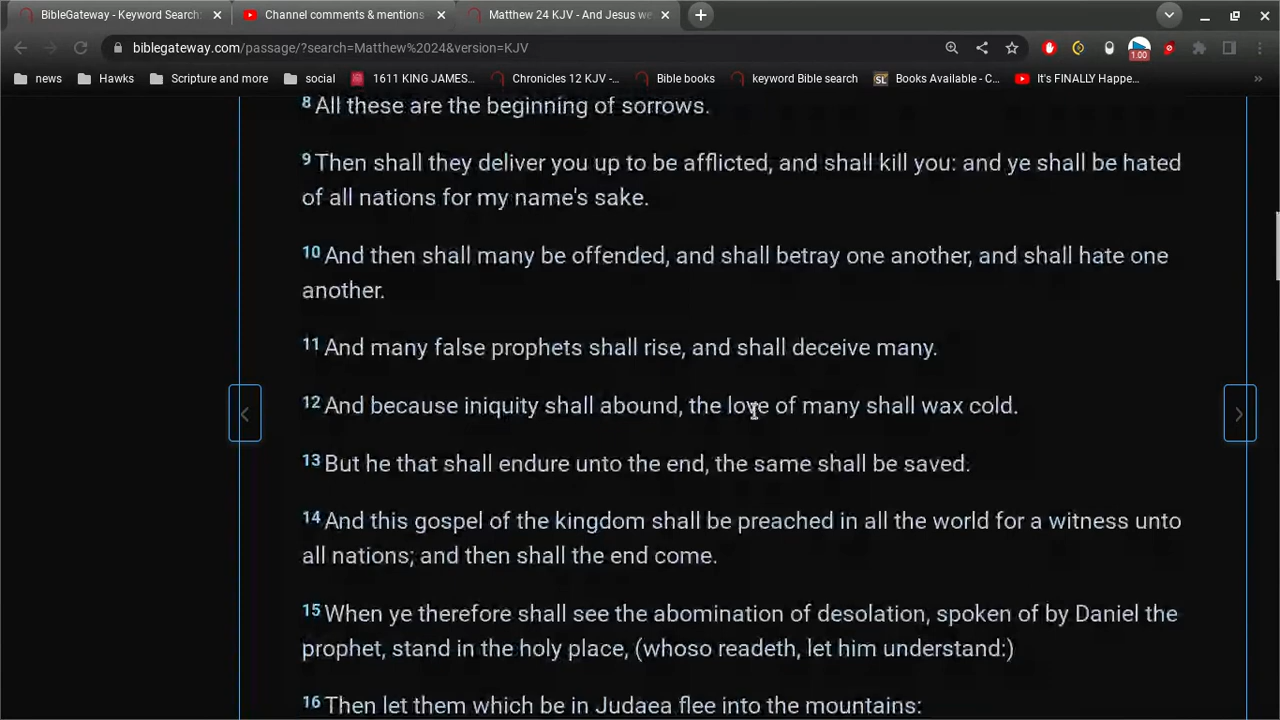 BibleGateway - Keyword Search:
Channel comments & mentions
Matthew 24 KJV - And Jesus we
biblegateway.com/passage/?search=Matthew%2024&version=KJV
1.00
news
Hawks
Scripture and more
social
1611 KING JAMES...
Chronicles 12 KJV -...
Bible books
keyword Bible search
SL
Books Available - C...
It's FINALLY Happe...
8 All these are the beginning of sorrows.
9 Then shall they deliver you up to be afflicted, and shall kill you: and ye shall be hated
of all nations for my name's sake.
10 And then shall many be offended, and shall betray one another, and shall hate one
another.
11 And many false prophets shall rise, and shall deceive many.
12 And because iniquity shall abound, the love of many shall wax cold.
13 But he that shall endure unto the end, the same shall be saved.
14 And this gospel of the kingdom shall be preached in all the world for a witness unto
all nations; and then shall the end come.
15 When ye therefore shall see the abomination of desolation, spoken of by Daniel the
prophet, stand in the holy place, (whoso readeth, let him understand:)
16 Then let them which be in Judaea flee into the mountains: